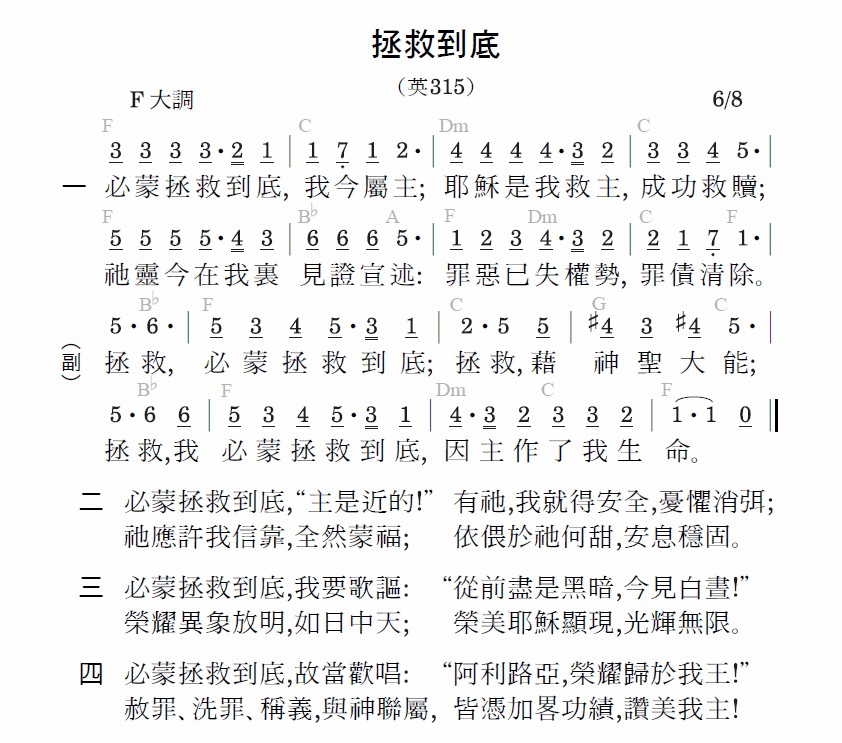 拯救到底
（英315）
F 大調 6/8
F C Dm C
3 3 3 3·2 1 | 1 7 1 2· | 4 4 4 4·3 2 | 3 3 4 5· |
一 必蒙拯救到底, 我今屬主; 耶穌是我救主, 成功救贖;
F B♭ A F Dm C F
5 5 5 5·4 3 | 6 6 6 5· | 1 2 3 4·3 2 | 2 1 7 1· |
祂靈今在我裏 見證宣述: 罪惡已失權勢, 罪債清除。
B♭ F C G C
5·6· | 5 3 4 5·3 1 | 2·5 5 | ♯4 3 ♯4 5· |
（副） 拯救, 必蒙拯救到底; 拯救,藉 神聖大能;
B♭ F Dm C F
5·6 6 | 5 3 4 5·3 1 | 4·3 2 3 3 2 | 1·1 0 ‖
拯救,我 必蒙拯救到底, 因主作了我生 命。
二 必蒙拯救到底,“主是近的!” 有祂,我就得安全,憂懼消弭;
祂應許我信靠,全然蒙福; 依偎於祂何甜,安息穩固。
三 必蒙拯救到底,我要歌謳: “從前盡是黑暗,今見白晝!”
榮耀異象放明,如日中天; 榮美耶穌顯現,光輝無限。
四 必蒙拯救到底,故當歡唱: “阿利路亞,榮耀歸於我王!”
赦罪、洗罪、稱義,與神聯屬, 皆憑加畧功績,讚美我主!